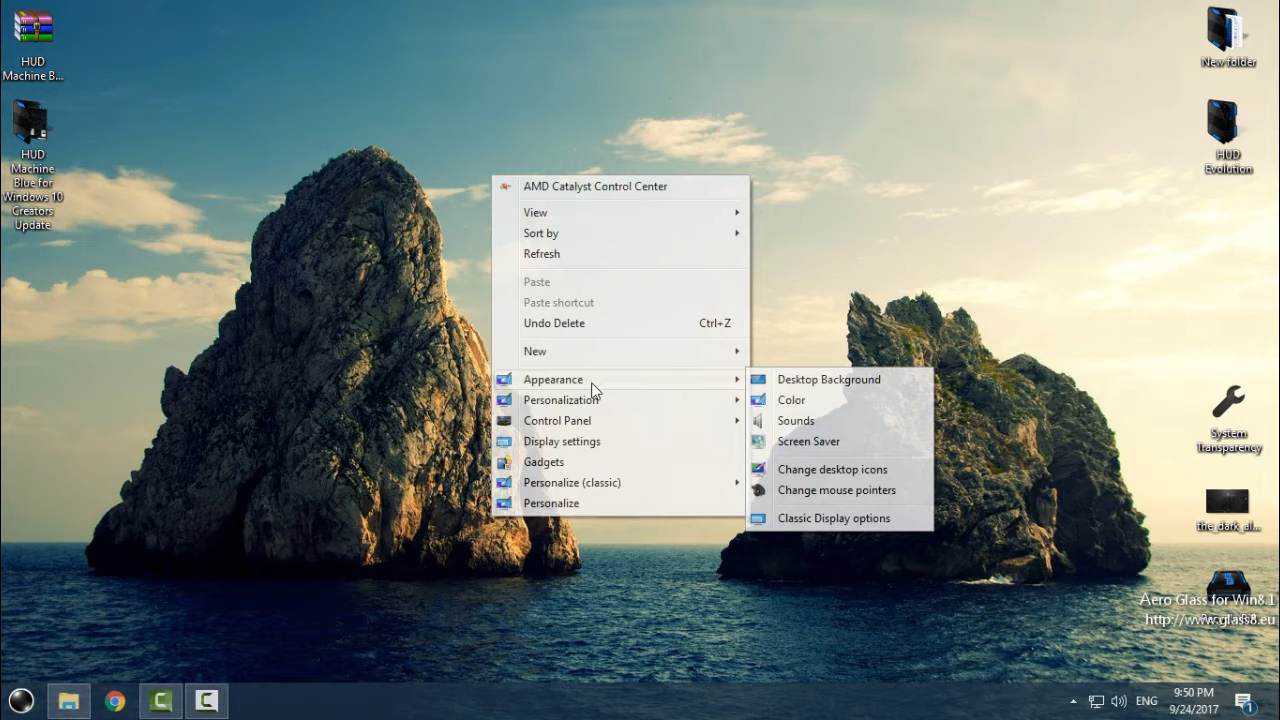 HUD
Machine B...
HUD
Machine
Blue for
Windows 10
Creators
Update
AMD Catalyst Control Center
View
Sort by
Refresh
Paste
Paste shortcut
Undo Delete Ctrl+Z
New
Appearance
Personalization
Control Panel
Display settings
Gadgets
Personalize (classic)
Personalize
Desktop Background
Color
Sounds
Screen Saver
Change desktop icons
Change mouse pointers
Classic Display options
New folder
HUD
Evolution
System
Transparency
the_dark_al...
Aero Glass for Win8.1
http://www.glass8.eu
ENG
9:50 PM
9/24/2017
1